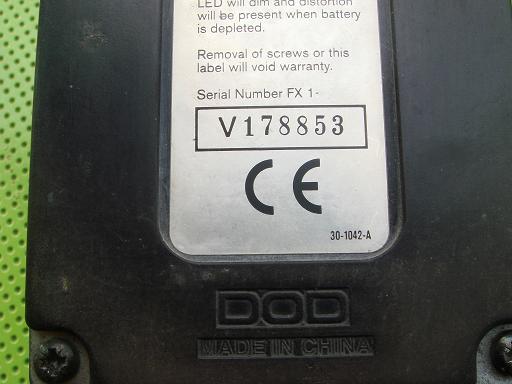 LED will dim and distortion
will be present when battery
is depleted.
Removal of screws or this
label will void warranty.
Serial Number FX 1-
V178853
CE
30-1042-A
DOD
MADE IN CHINA